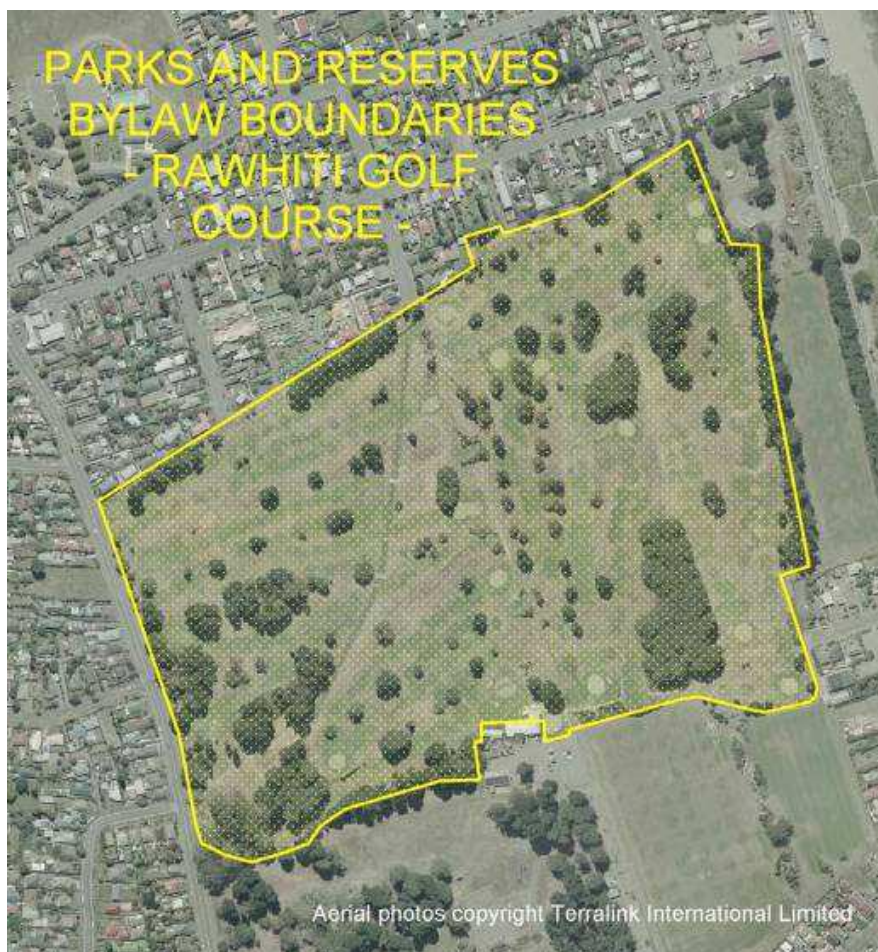 PARKS AND RESERVES
BYLAW BOUNDARIES
- RAWHITI GOLF
COURSE -
Aerial photos copyright Terralink International Limited